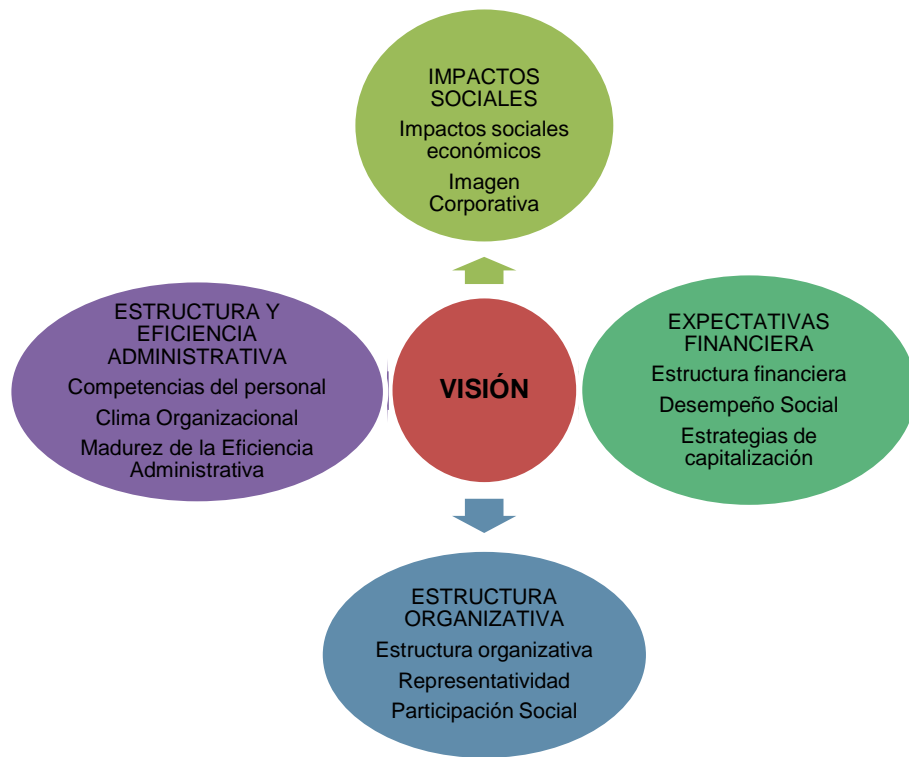 IMPACTOS
SOCIALES
Impactos sociales
económicos
Imagen
Corporativa
ESTRUCTURA Y
EFICIENCIA
ADMINISTRATIVA
Competencias del personal
Clima Organizacional
Madurez de la Eficiencia
Administrativa
VISIÓN
EXPECTATIVAS
FINANCIERA
Estructura financiera
Desempeño Social
Estrategias de
capitalización
ESTRUCTURA
ORGANIZATIVA
Estructura organizativa
Representatividad
Participación Social